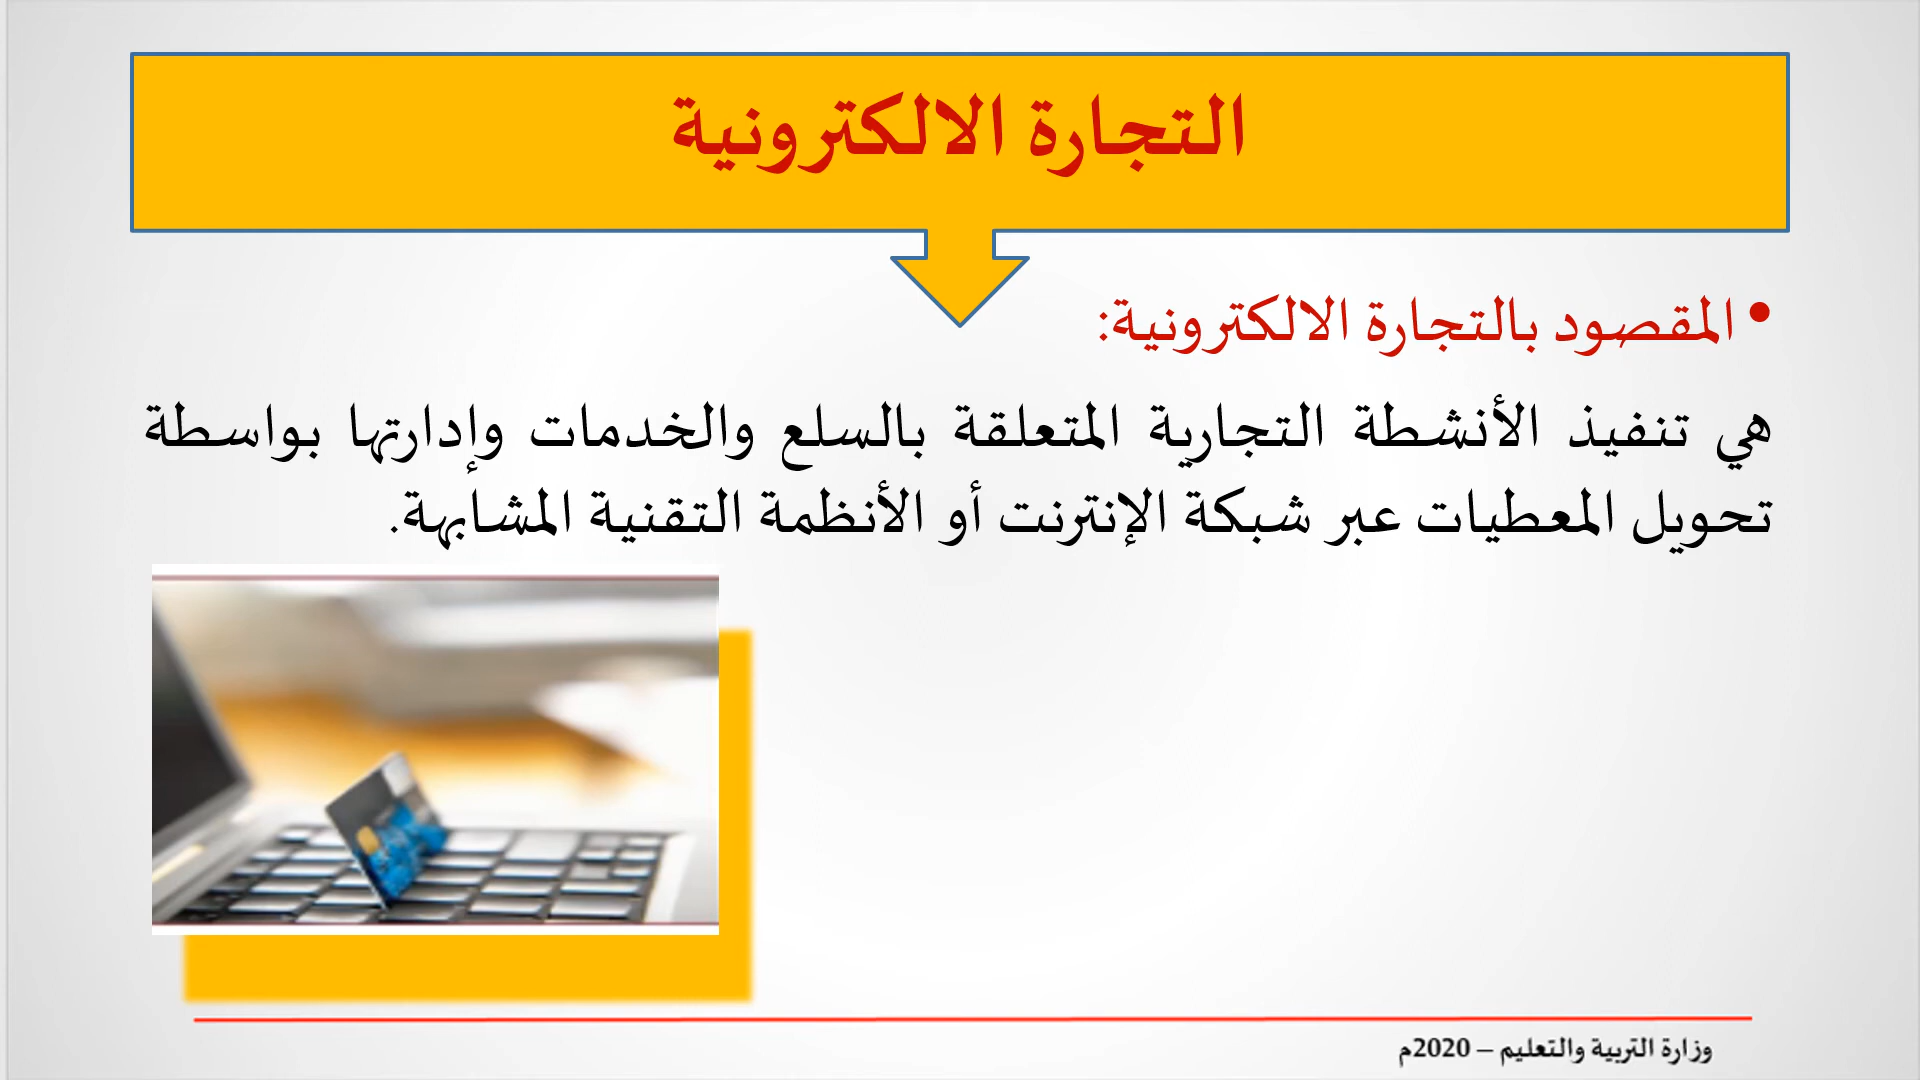 التجارة الالكترونية
• المقصود بالتجارة الالكترونية:
هي تنفيذ الأنشطة التجارية المتعلقة بالسلع والخدمات وإدارتها بواسطة
تحويل المعطيات عبر شبكة الإنترنت أو الأنظمة التقنية المشابهة.
وزارة التربية والتعليم – 2020م